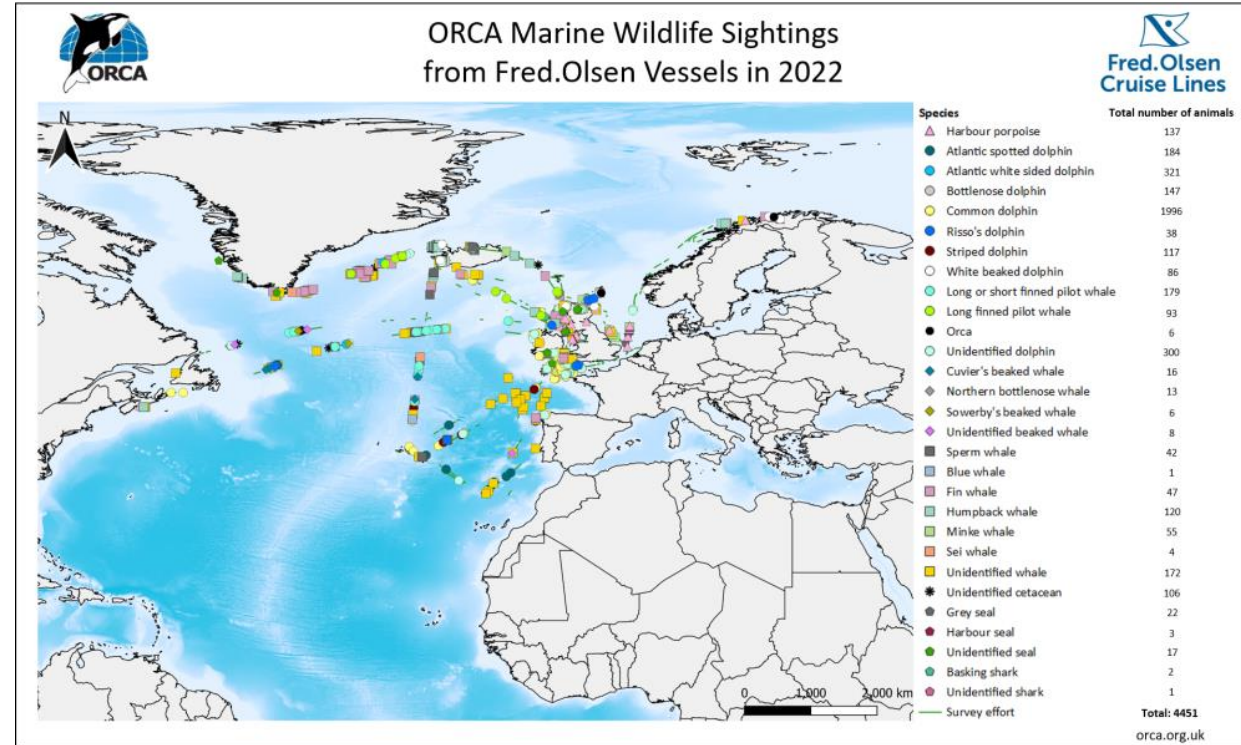 ORCA
ORCA Marine Wildlife Sightings
from Fred.Olsen Vessels in 2022
Fred.Olsen
Cruise Lines
N
Species Total number of animals
Harbour porpoise 137
Atlantic spotted dolphin 184
Atlantic white sided dolphin 321
Bottlenose dolphin 147
Common dolphin 1996
Risso's dolphin 38
Striped dolphin 117
White beaked dolphin 86
Long or short finned pilot whale 179
Long finned pilot whale 93
Orca 6
Unidentified dolphin 300
Cuvier's beaked whale 16
Northern bottlenose whale 13
Sowerby's beaked whale 6
Unidentified beaked whale 8
Sperm whale 42
Blue whale 1
Fin whale 47
Humpback whale 120
Minke whale 55
Sei whale 4
Unidentified whale 172
Unidentified cetacean 106
Grey seal 22
Harbour seal 3
Unidentified seal 17
Basking shark 2
Unidentified shark 1
Survey effort Total: 4451
0 1,000 2,000 km
orca.org.uk